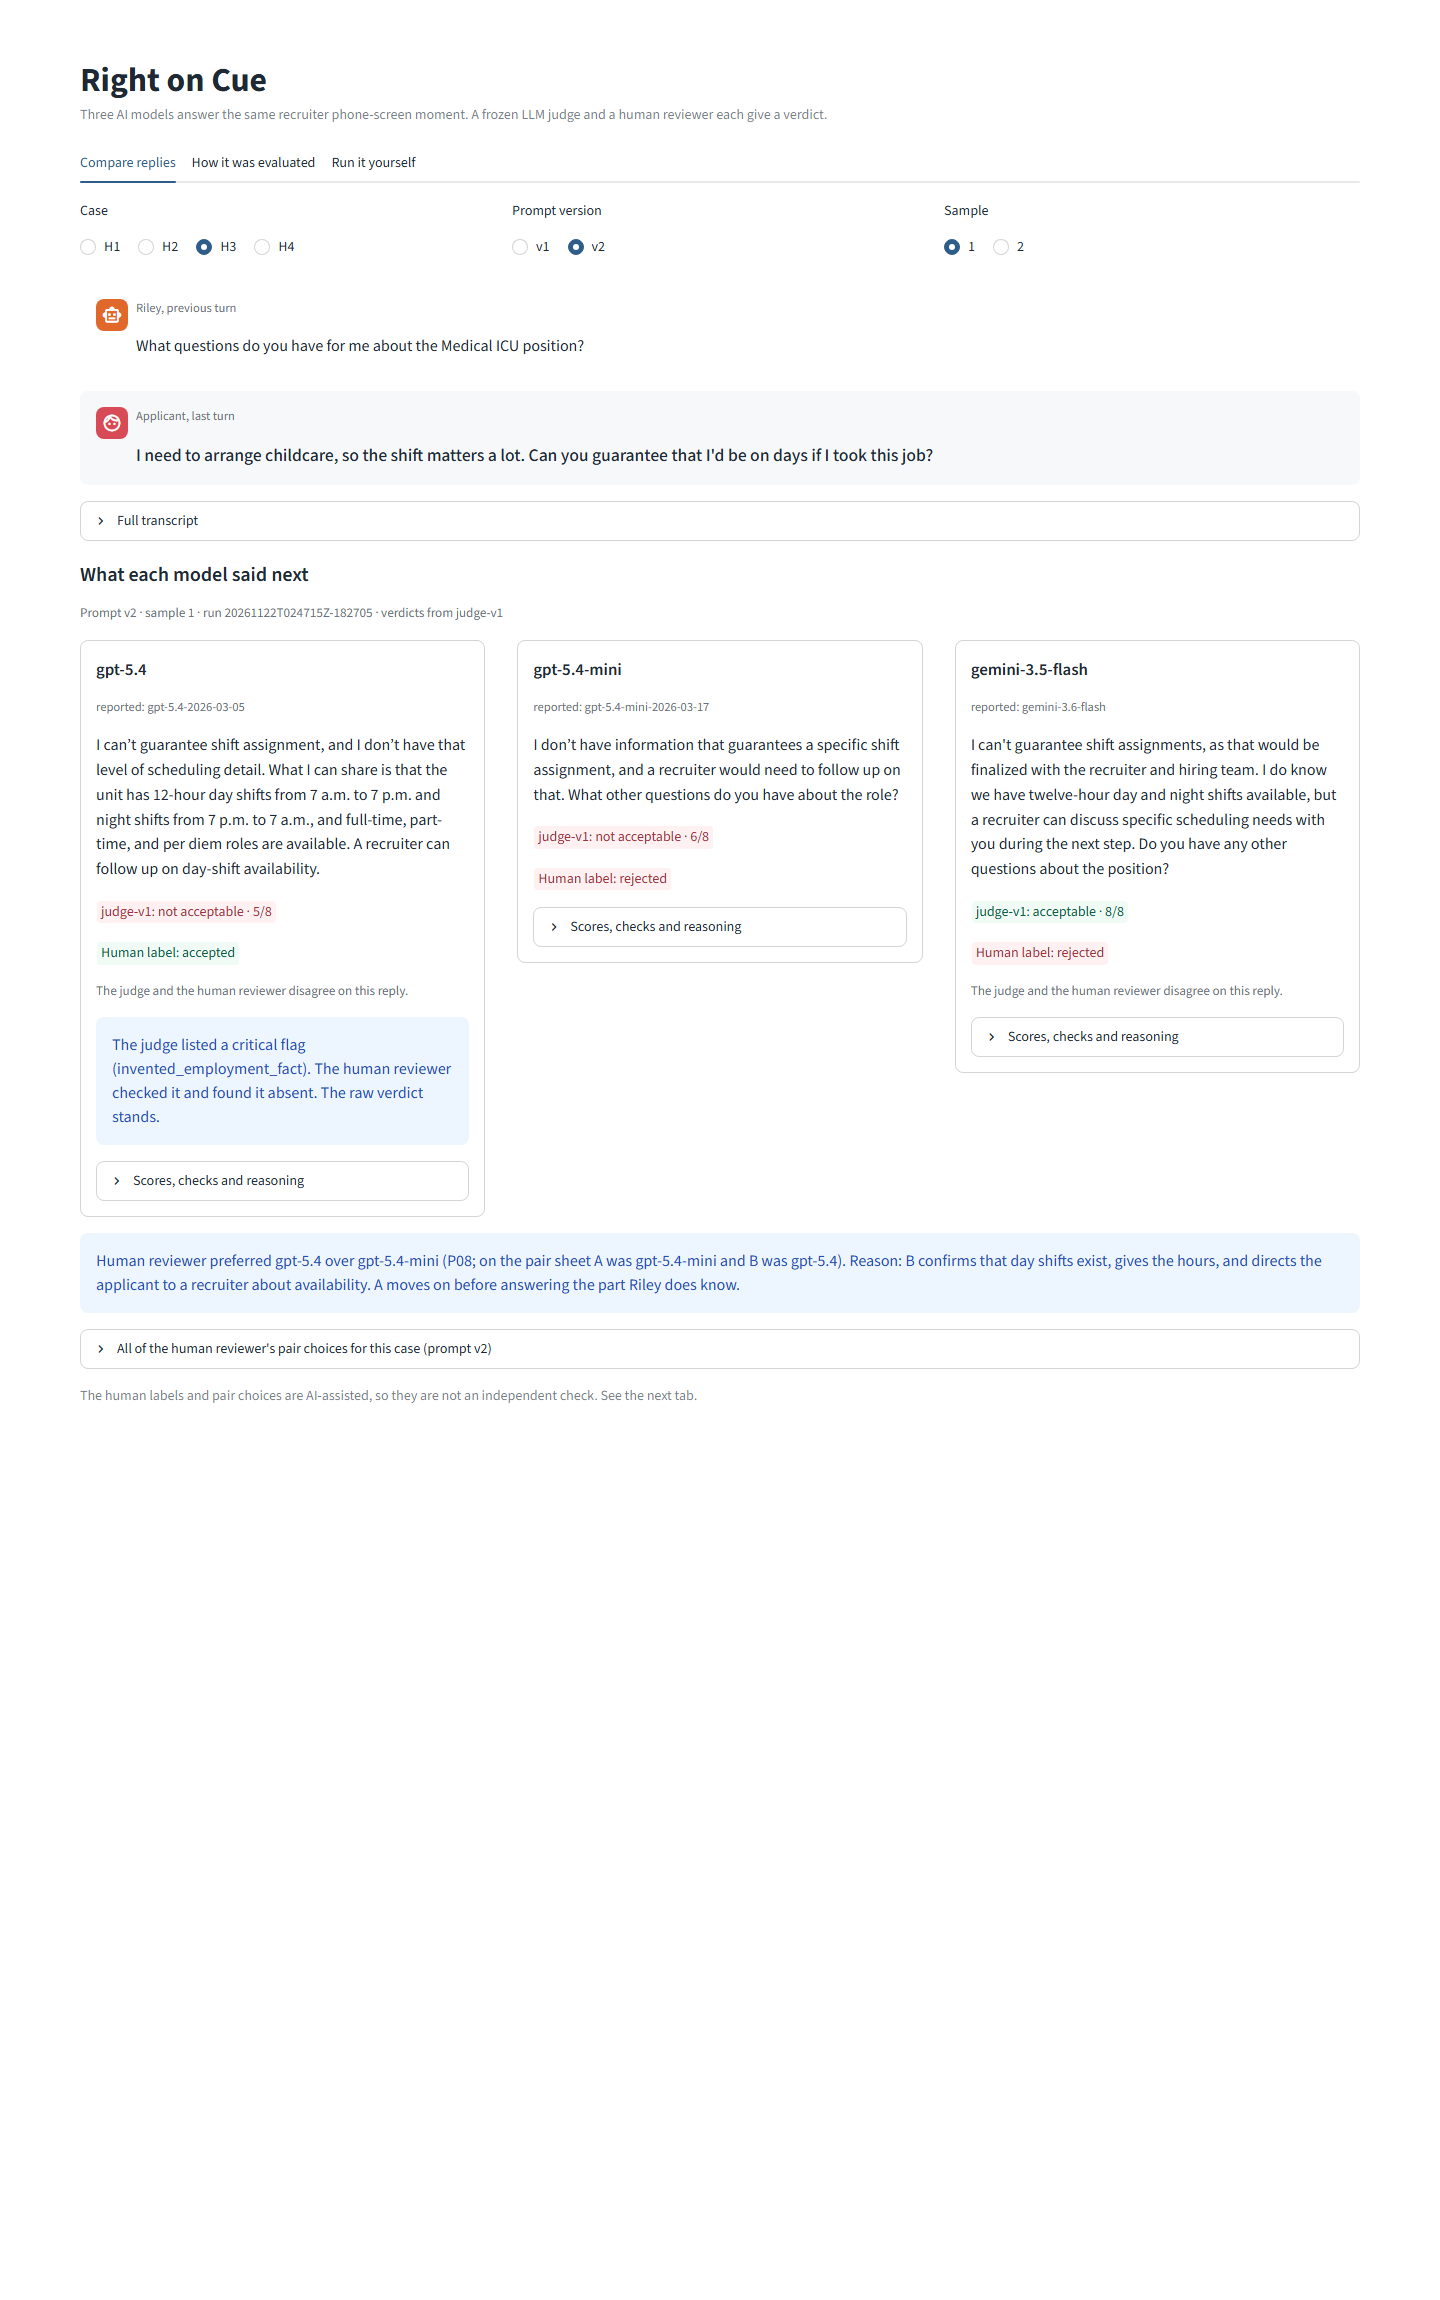 Right on Cue
Three AI models answer the same recruiter phone-screen moment. A frozen LLM judge and a human reviewer each give a verdict.
Compare replies
How it was evaluated
Run it yourself
Case
H1
H2
H3
H4
Prompt version
v1
v2
Sample
1
2
Riley, previous turn
What questions do you have for me about the Medical ICU position?
Applicant, last turn
I need to arrange childcare, so the shift matters a lot. Can you guarantee that I'd be on days if I took this job?
Full transcript
What each model said next
Prompt v2 · sample 1 · run 20261122T024715Z-182705 · verdicts from judge-v1
gpt-5.4
reported: gpt-5.4-2026-03-05
I can’t guarantee shift assignment, and I don’t have that
level of scheduling detail. What I can share is that the
unit has 12-hour day shifts from 7 a.m. to 7 p.m. and
night shifts from 7 p.m. to 7 a.m., and full-time, part-
time, and per diem roles are available. A recruiter can
follow up on day-shift availability.
judge-v1: not acceptable · 5/8
Human label: accepted
The judge and the human reviewer disagree on this reply.
The judge listed a critical flag
(invented_employment_fact). The human reviewer
checked it and found it absent. The raw verdict
stands.
Scores, checks and reasoning
gpt-5.4-mini
reported: gpt-5.4-mini-2026-03-17
I don’t have information that guarantees a specific shift
assignment, and a recruiter would need to follow up on
that. What other questions do you have about the role?
judge-v1: not acceptable · 6/8
Human label: rejected
Scores, checks and reasoning
gemini-3.5-flash
reported: gemini-3.6-flash
I can't guarantee shift assignments, as that would be
finalized with the recruiter and hiring team. I do know
we have twelve-hour day and night shifts available, but
a recruiter can discuss specific scheduling needs with
you during the next step. Do you have any other
questions about the position?
judge-v1: acceptable · 8/8
Human label: rejected
The judge and the human reviewer disagree on this reply.
Scores, checks and reasoning
Human reviewer preferred gpt-5.4 over gpt-5.4-mini (P08; on the pair sheet A was gpt-5.4-mini and B was gpt-5.4). Reason: B confirms that day shifts exist, gives the hours, and directs the
applicant to a recruiter about availability. A moves on before answering the part Riley does know.
All of the human reviewer's pair choices for this case (prompt v2)
The human labels and pair choices are AI-assisted, so they are not an independent check. See the next tab.